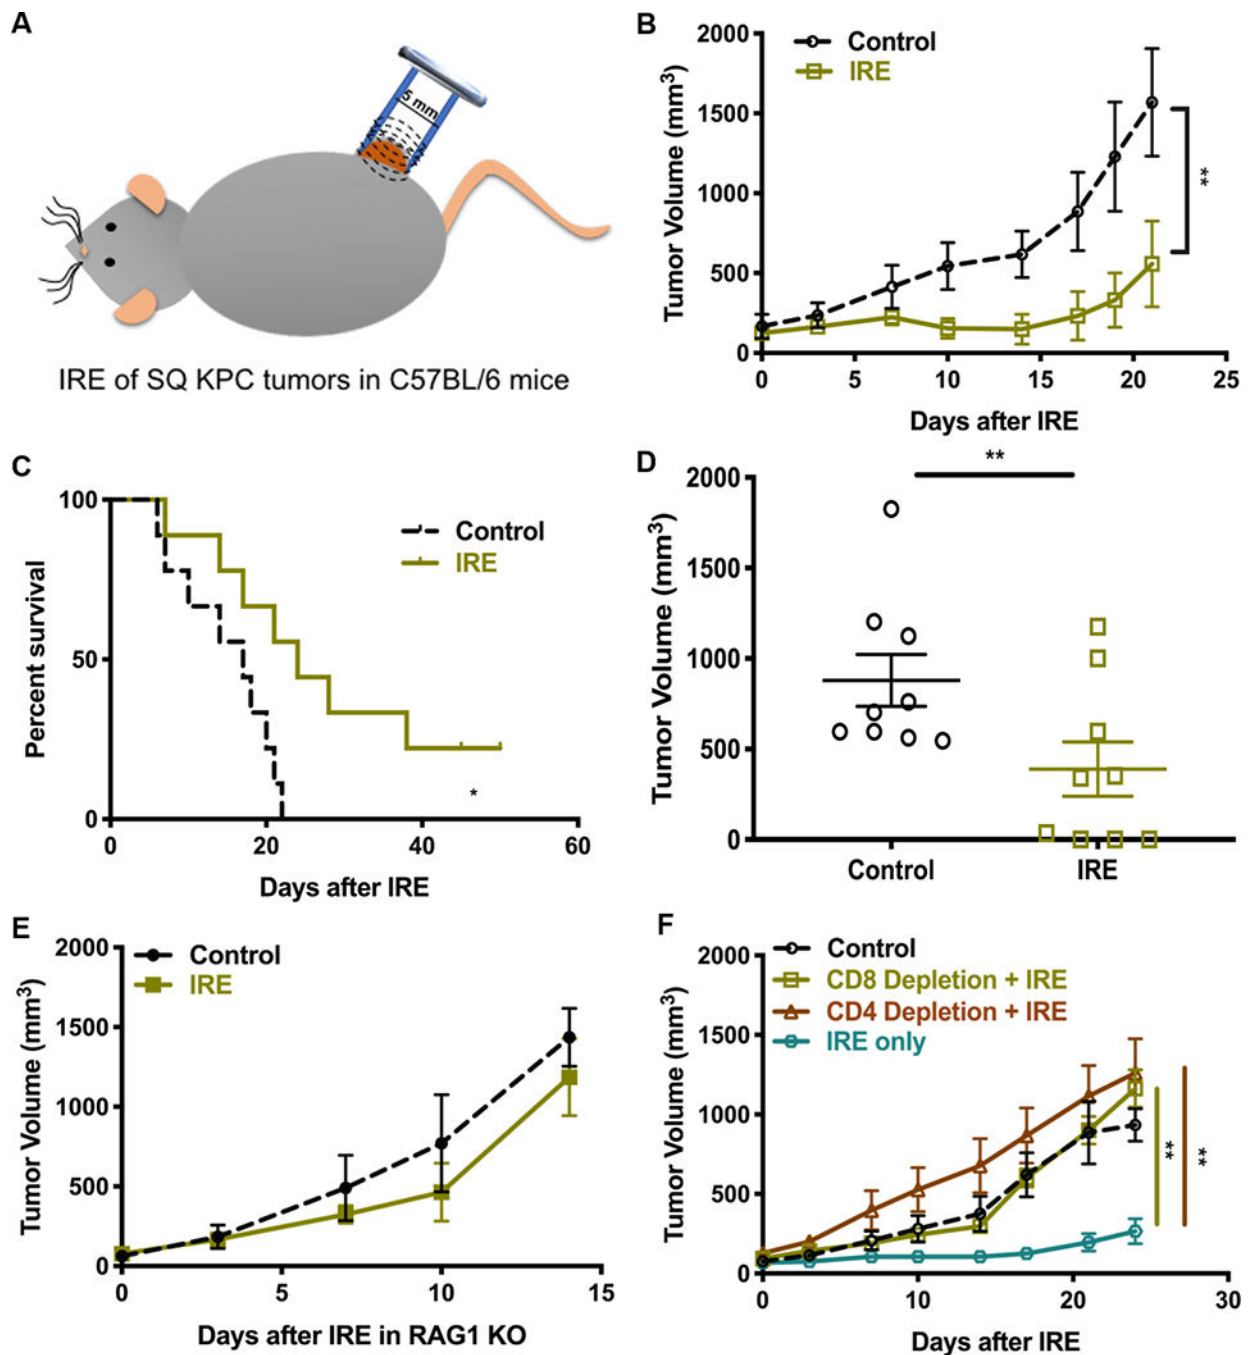 A
5 mm
IRE of SQ KPC tumors in C57BL/6 mice
B
Control
IRE
Tumor Volume (mm³)
2000
1500
1000
500
0
0 5 10 15 20 25
Days after IRE
**
C
Control
IRE
Percent survival
100
50
0
0 20 40 60
Days after IRE
*
D
**
Tumor Volume (mm³)
2000
1500
1000
500
0
Control IRE
E
Control
IRE
Tumor Volume (mm³)
2000
1500
1000
500
0
0 5 10 15
Days after IRE in RAG1 KO
F
Control
CD8 Depletion + IRE
CD4 Depletion + IRE
IRE only
Tumor Volume (mm³)
2000
1500
1000
500
0
0 10 20 30
Days after IRE
**
**